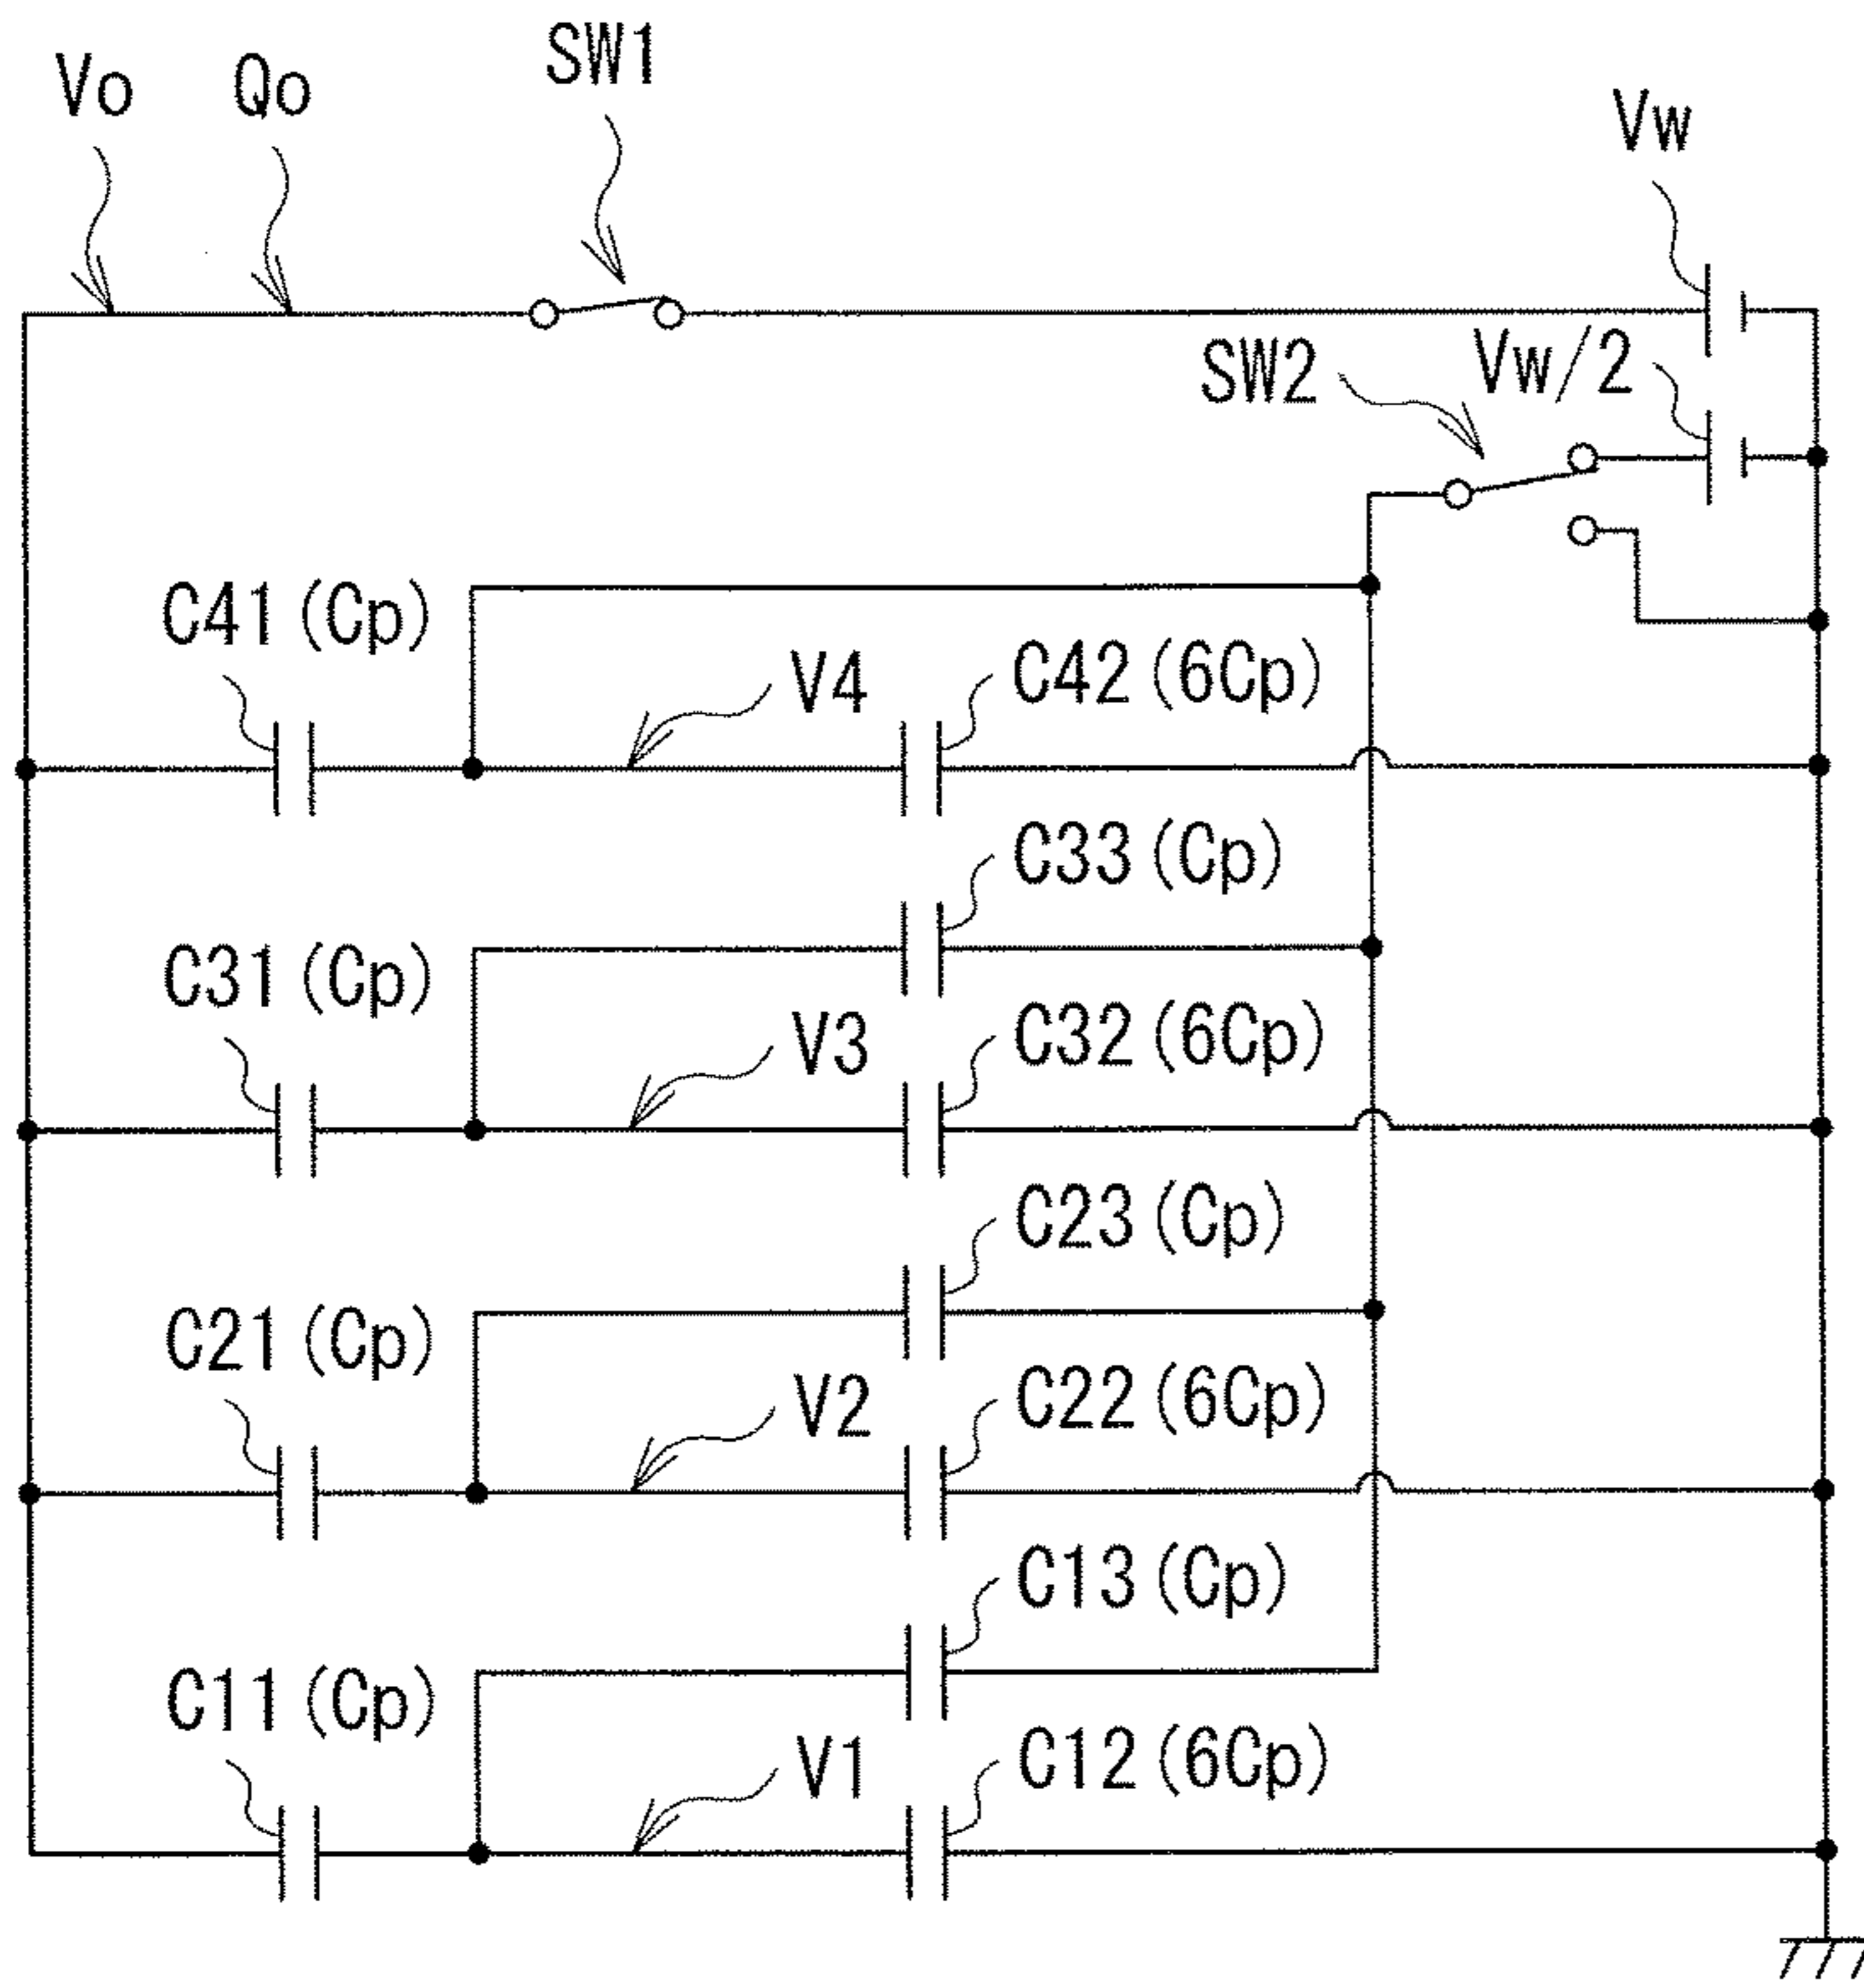 Vo Qo SW1
Vw
SW2 Vw/2
C41(Cp)
V4 C42(6Cp)
C33(Cp)
C31(Cp)
V3 C32(6Cp)
C23(Cp)
C21(Cp)
V2 C22(6Cp)
C13(Cp)
C11(Cp)
V1 C12(6Cp)